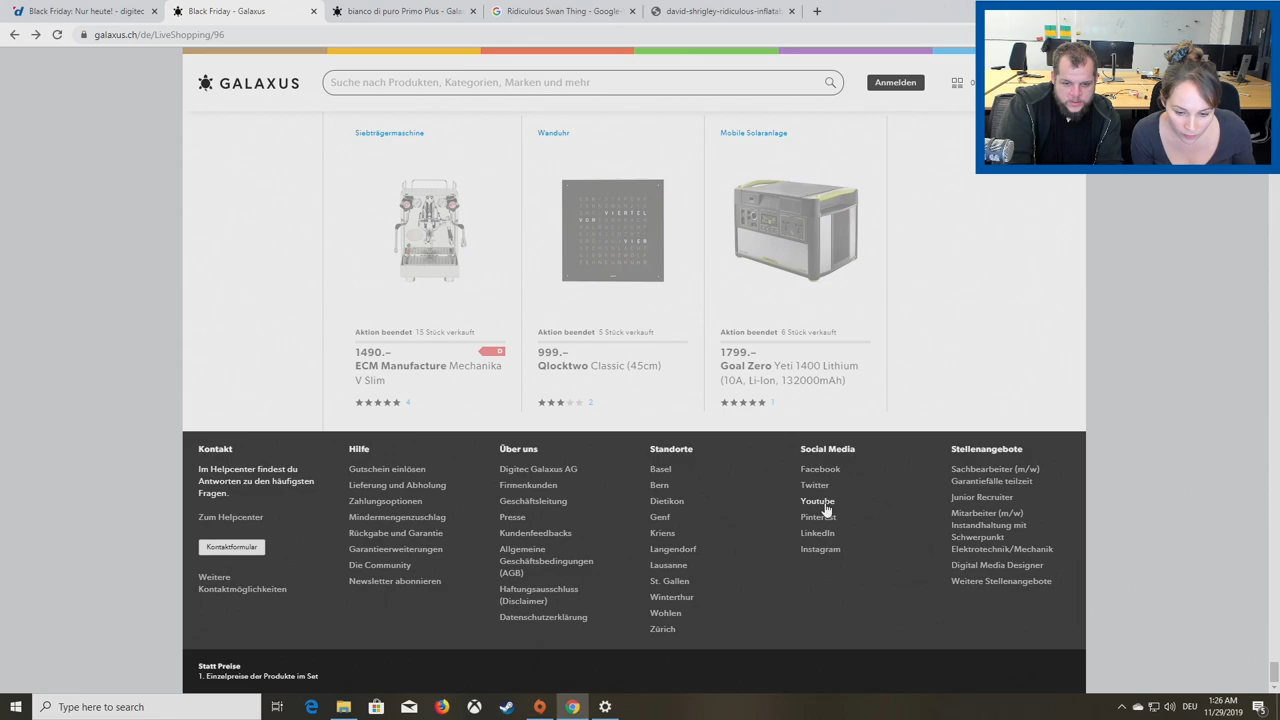 Black Friday: Nur heute! - digitec
Black Friday - Galaxus
Bianco di puro Primo Plus - Gala
Ridiculous Swan Thing - Google-
david-shrigley-ridiculous-inflatab
galaxus.ch/de/LiveShopping/96
GALAXUS
Suche nach Produkten, Kategorien, Marken und mehr
Anmelden
0
Siebträgermaschine
Wanduhr
Mobile Solaranlage
VIERTEL
VOR
VIER
Aktion beendet 15 Stück verkauft
1490.–
D
ECM Manufacture Mechanika
V Slim
4
Aktion beendet 5 Stück verkauft
999.–
Qlocktwo Classic (45cm)
2
Aktion beendet 6 Stück verkauft
1799.–
Goal Zero Yeti 1400 Lithium
(10A, Li-Ion, 132000mAh)
1
Kontakt
Im Helpcenter findest du
Antworten zu den häufigsten
Fragen.
Zum Helpcenter
Kontaktformular
Weitere
Kontaktmöglichkeiten
Hilfe
Gutschein einlösen
Lieferung und Abholung
Zahlungsoptionen
Mindermengenzuschlag
Rückgabe und Garantie
Garantieerweiterungen
Die Community
Newsletter abonnieren
Über uns
Digitec Galaxus AG
Firmenkunden
Geschäftsleitung
Presse
Kundenfeedbacks
Allgemeine
Geschäftsbedingungen
(AGB)
Haftungsausschluss
(Disclaimer)
Datenschutzerklärung
Standorte
Basel
Bern
Dietikon
Genf
Kriens
Langendorf
Lausanne
St. Gallen
Winterthur
Wohlen
Zürich
Social Media
Facebook
Twitter
Youtube
Pinterest
LinkedIn
Instagram
Stellenangebote
Sachbearbeiter (m/w)
Garantiefälle teilzeit
Junior Recruiter
Mitarbeiter (m/w)
Instandhaltung mit
Schwerpunkt
Elektrotechnik/Mechanik
Digital Media Designer
Weitere Stellenangebote
Statt Preise
1. Einzelpreise der Produkte im Set
Type here to search
DEU
1:26 AM
11/29/2019
5